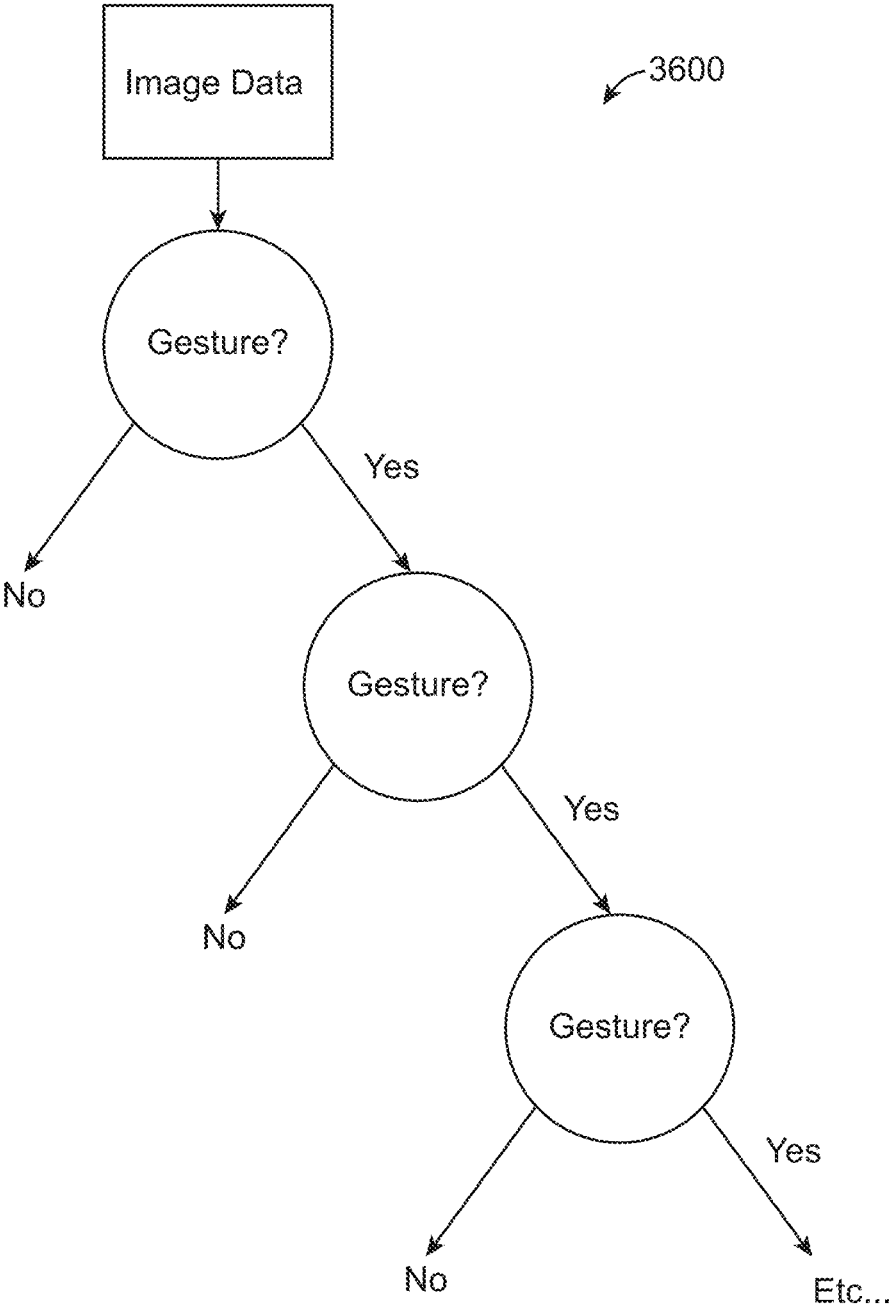 Image Data
3600
Gesture?
Yes
No
Gesture?
Yes
No
Gesture?
Yes
No
Etc...